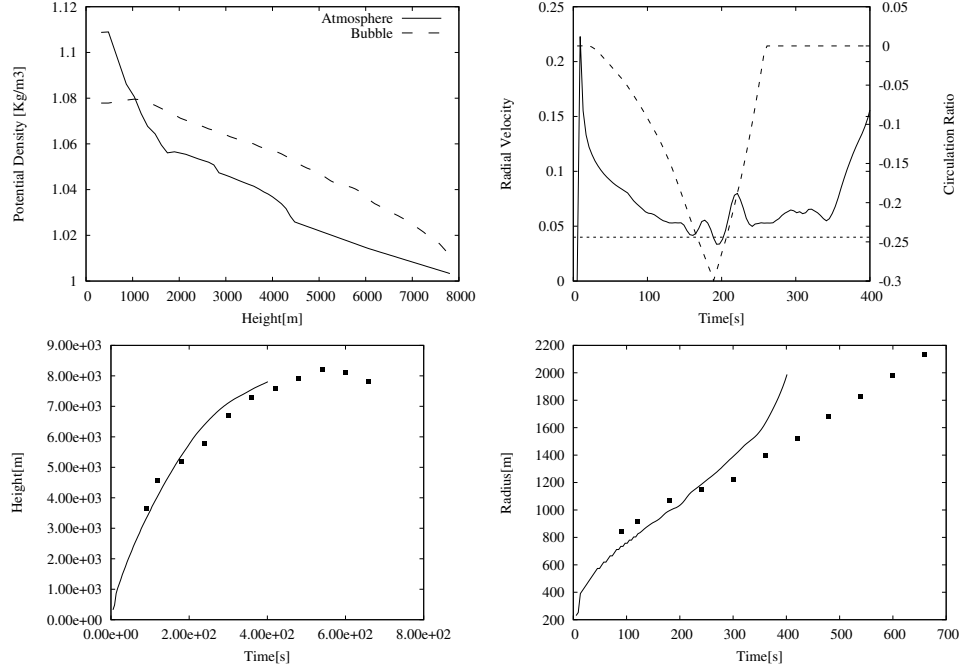 Atmosphere
Bubble
1.12
1.1
1.08
1.06
1.04
1.02
1
0 1000 2000 3000 4000 5000 6000 7000 8000
Potential Density [Kg/m3]
Height[m]
0.25
0.2
0.15
0.1
0.05
0
0 100 200 300 400
0.05
0
-0.05
-0.1
-0.15
-0.2
-0.25
-0.3
Radial Velocity
Circulation Ratio
Time[s]
9.00e+03
8.00e+03
7.00e+03
6.00e+03
5.00e+03
4.00e+03
3.00e+03
2.00e+03
1.00e+03
0.00e+00
0.00e+00 2.00e+02 4.00e+02 6.00e+02 8.00e+02
Height[m]
Time[s]
2200
2000
1800
1600
1400
1200
1000
800
600
400
200
0 100 200 300 400 500 600 700
Radius[m]
Time[s]